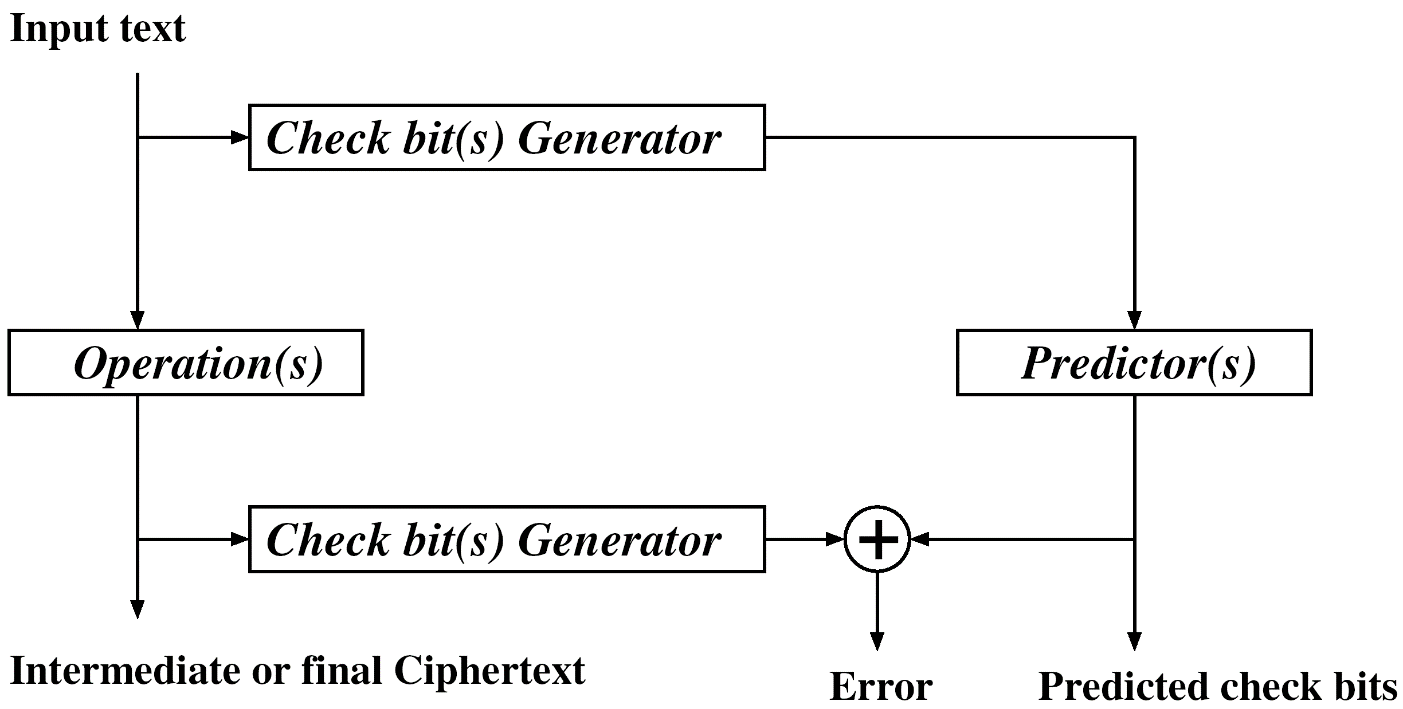 Input text
Check bit(s) Generator
Operation(s)
Predictor(s)
Check bit(s) Generator
+
Intermediate or final Ciphertext
Error
Predicted check bits